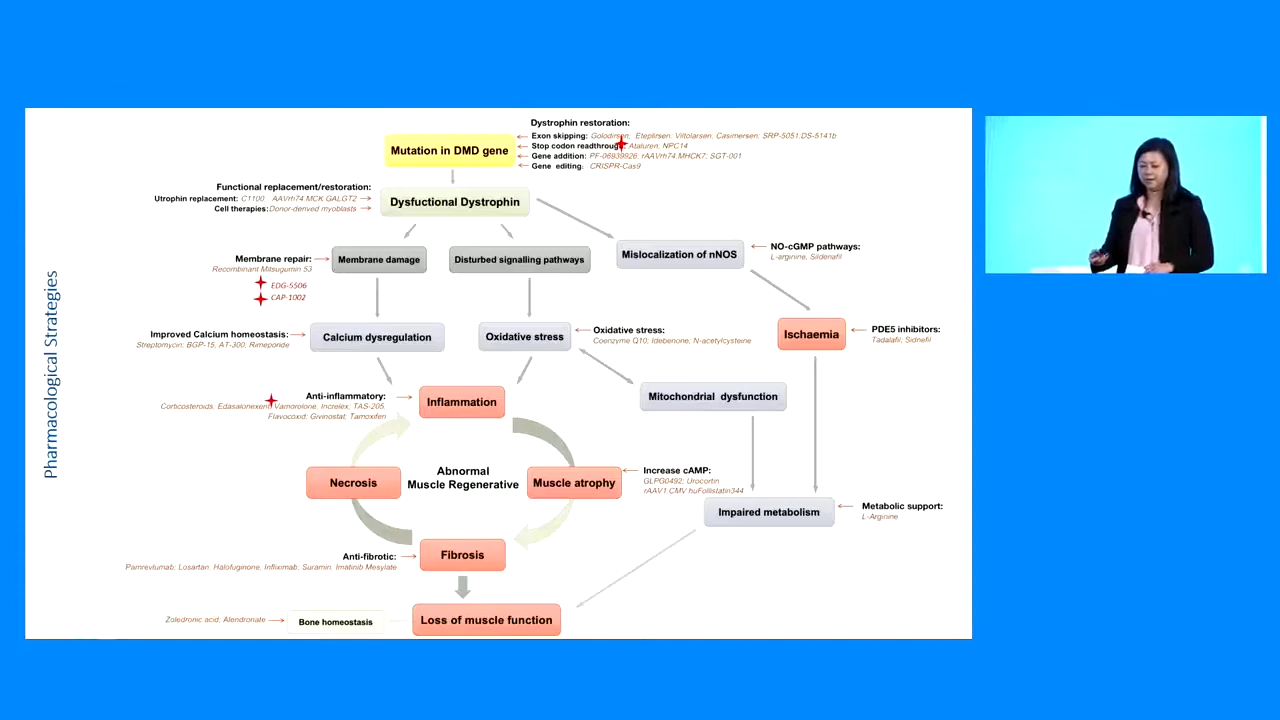 Pharmacological Strategies
Dystrophin restoration:
Exon skipping: Golodirsen; Eteplirsen; Viltolarsen. Casimersen; SRP-5051;DS-5141b
Stop codon readthrough: Ataluren; NPC14
Gene addition: PF-06939926; rAAVrh74.MHCK7; SGT-001
Gene editing: CRISPR-Cas9
Mutation in DMD gene
Functional replacement/restoration:
Utrophin replacement: C1100 AAVrh74.MCK.GALGT2
Cell therapies: Donor-derived myoblasts
Dysfuctional Dystrophin
Membrane repair:
Recombinant Mitsugumin 53
EDG-5506
CAP-1002
Membrane damage
Disturbed signalling pathways
Mislocalization of nNOS
NO-cGMP pathways:
L-arginine, Sildenafil
Improved Calcium homeostasis:
Streptomycin: BGP-15, AT-300; Rimeporide
Calcium dysregulation
Oxidative stress
Oxidative stress:
Coenzyme Q10; Idebenone, N-acetylcysteine
Ischaemia
PDE5 inhibitors:
Tadalafil; Sidnefil
Anti-inflammatory:
Corticosteroids, Edasalonexent, Vamorolone, Increlex, TAS-205,
Flavocoxid; Givinostat; Tamoxifen
Inflammation
Mitochondrial dysfunction
Necrosis
Abnormal
Muscle Regenerative
Muscle atrophy
Increase cAMP:
GLPG0492; Urocortin
rAAV1.CMV.huFollistatin344
Impaired metabolism
Metabolic support:
L-Arginine
Anti-fibrotic:
Pamrevlumab; Losartan: Halofuginone, Infliximab; Suramin, Imatinib Mesylate
Fibrosis
Zoledronic acid; Alendronate
Bone homeostasis
Loss of muscle function